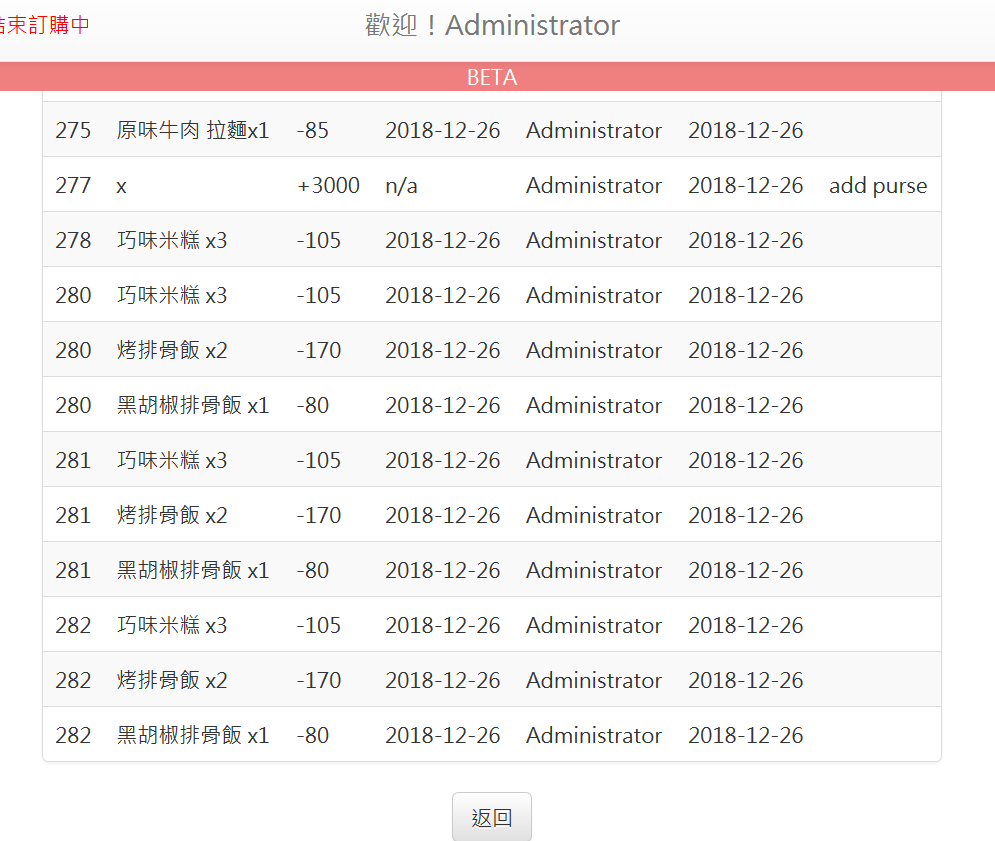 結束訂購中
歡迎！Administrator
BETA
275 原味牛肉 拉麵x1 -85 2018-12-26 Administrator 2018-12-26
277 x +3000 n/a Administrator 2018-12-26 add purse
278 巧味米糕 x3 -105 2018-12-26 Administrator 2018-12-26
280 巧味米糕 x3 -105 2018-12-26 Administrator 2018-12-26
280 烤排骨飯 x2 -170 2018-12-26 Administrator 2018-12-26
280 黑胡椒排骨飯 x1 -80 2018-12-26 Administrator 2018-12-26
281 巧味米糕 x3 -105 2018-12-26 Administrator 2018-12-26
281 烤排骨飯 x2 -170 2018-12-26 Administrator 2018-12-26
281 黑胡椒排骨飯 x1 -80 2018-12-26 Administrator 2018-12-26
282 巧味米糕 x3 -105 2018-12-26 Administrator 2018-12-26
282 烤排骨飯 x2 -170 2018-12-26 Administrator 2018-12-26
282 黑胡椒排骨飯 x1 -80 2018-12-26 Administrator 2018-12-26
返回